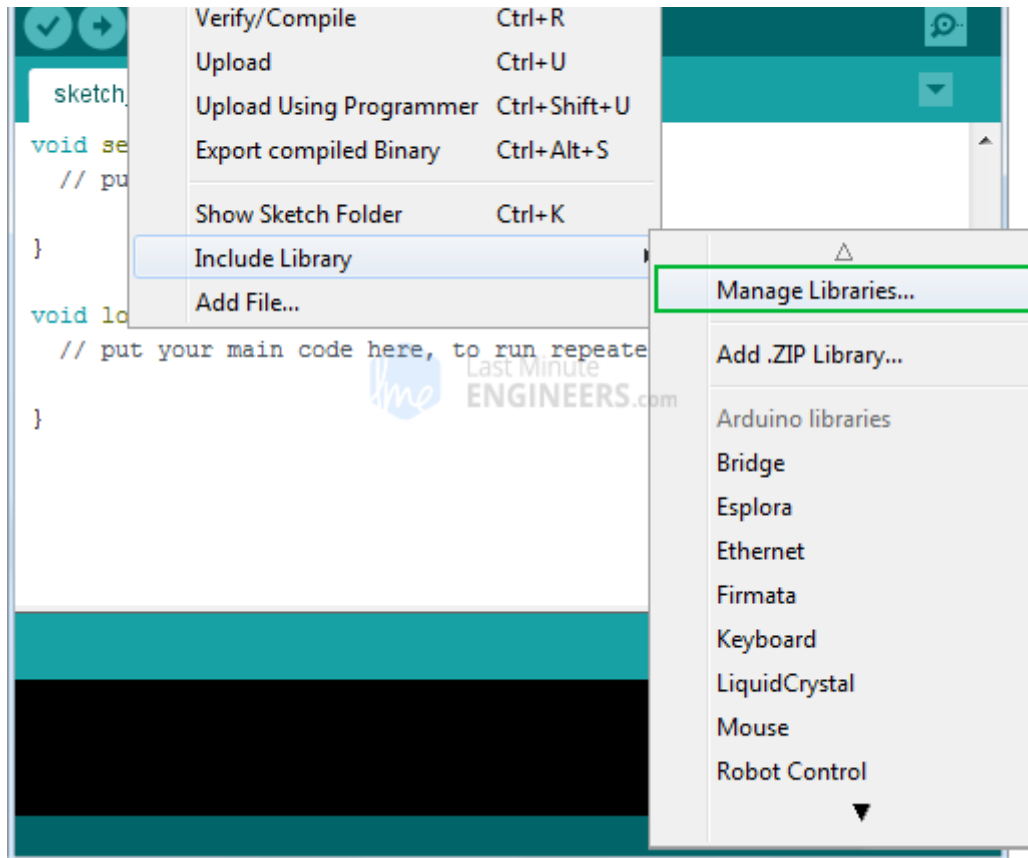 Verify/Compile Ctrl+R
Upload Ctrl+U
Upload Using Programmer Ctrl+Shift+U
Export compiled Binary Ctrl+Alt+S
Show Sketch Folder Ctrl+K
Include Library
Add File...
sketch_
void se
// pu
}
void lo
// put your main code here, to run repeate
}
Last Minute
ENGINEERS.com
lme
Manage Libraries...
Add .ZIP Library...
Arduino libraries
Bridge
Esplora
Ethernet
Firmata
Keyboard
LiquidCrystal
Mouse
Robot Control